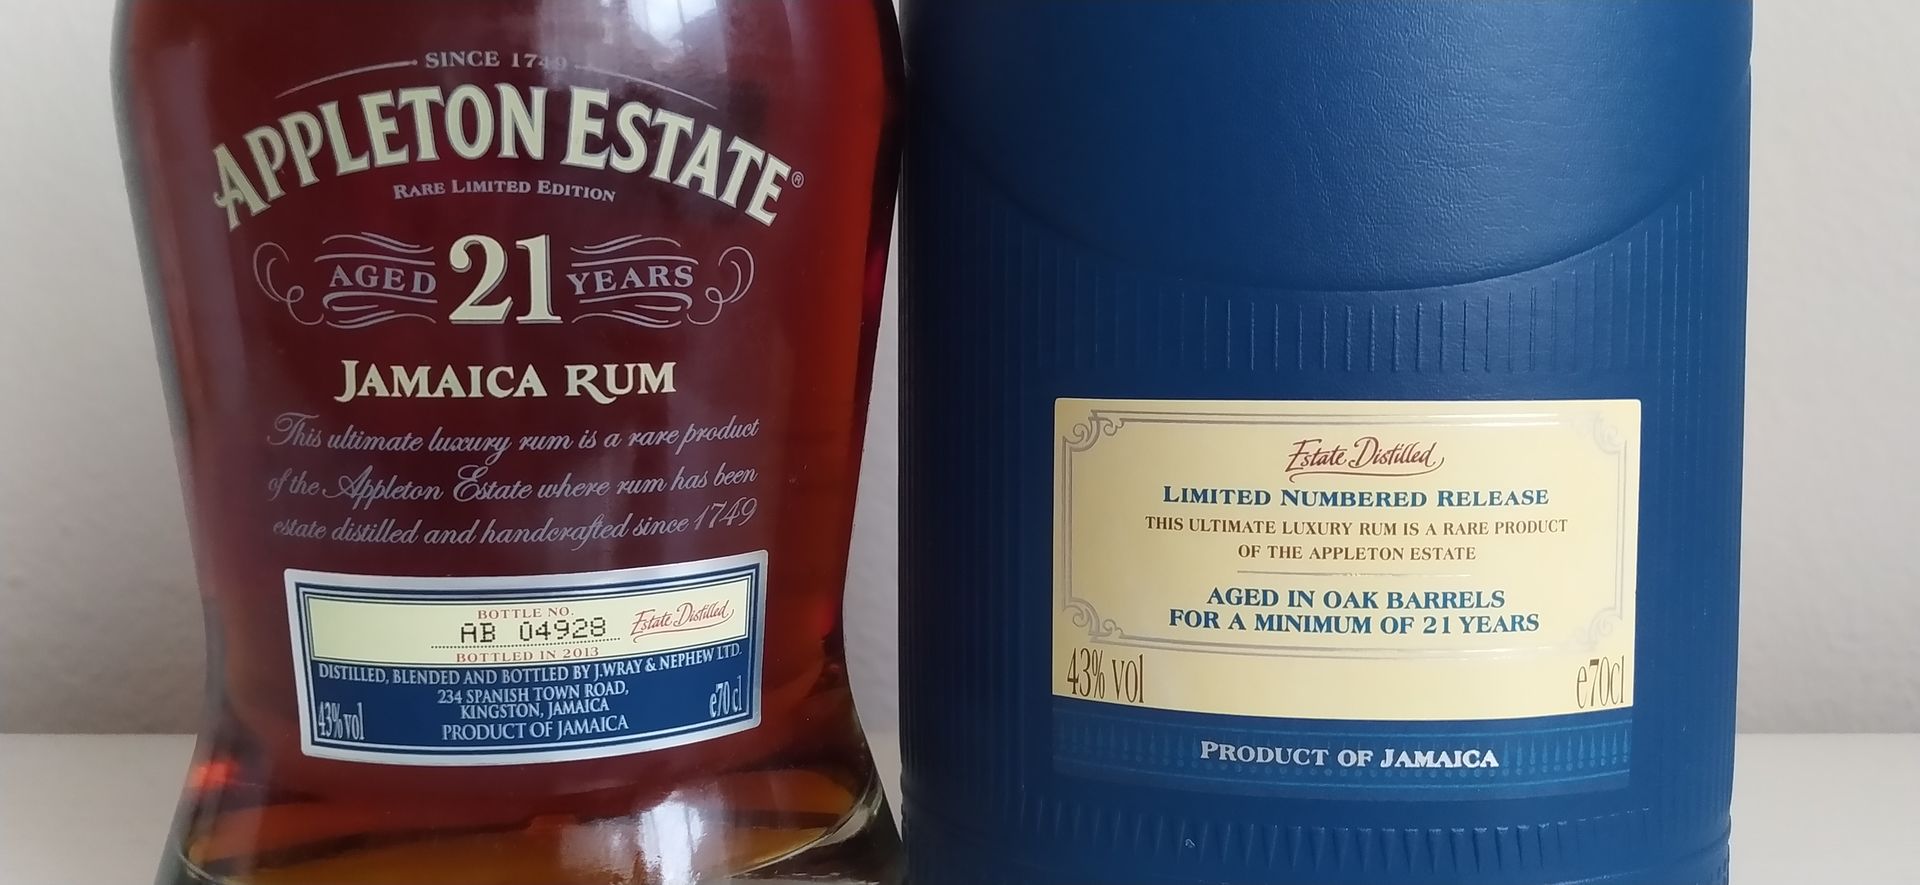 SINCE 1749
APPLETON ESTATE®
RARE LIMITED EDITION
AGED 21 YEARS
JAMAICA RUM
This ultimate luxury rum is a rare product
of the Appleton Estate where rum has been
estate distilled and handcrafted since 1749
BOTTLE NO.
AB 04928
Estate Distilled
BOTTLED IN 2013
DISTILLED, BLENDED AND BOTTLED BY J.WRAY & NEPHEW LTD.
234 SPANISH TOWN ROAD,
KINGSTON, JAMAICA
43%vol
e70 cl
PRODUCT OF JAMAICA
Estate Distilled
LIMITED NUMBERED RELEASE
THIS ULTIMATE LUXURY RUM IS A RARE PRODUCT
OF THE APPLETON ESTATE
AGED IN OAK BARRELS
FOR A MINIMUM OF 21 YEARS
43% vol
e70cl
PRODUCT OF JAMAICA